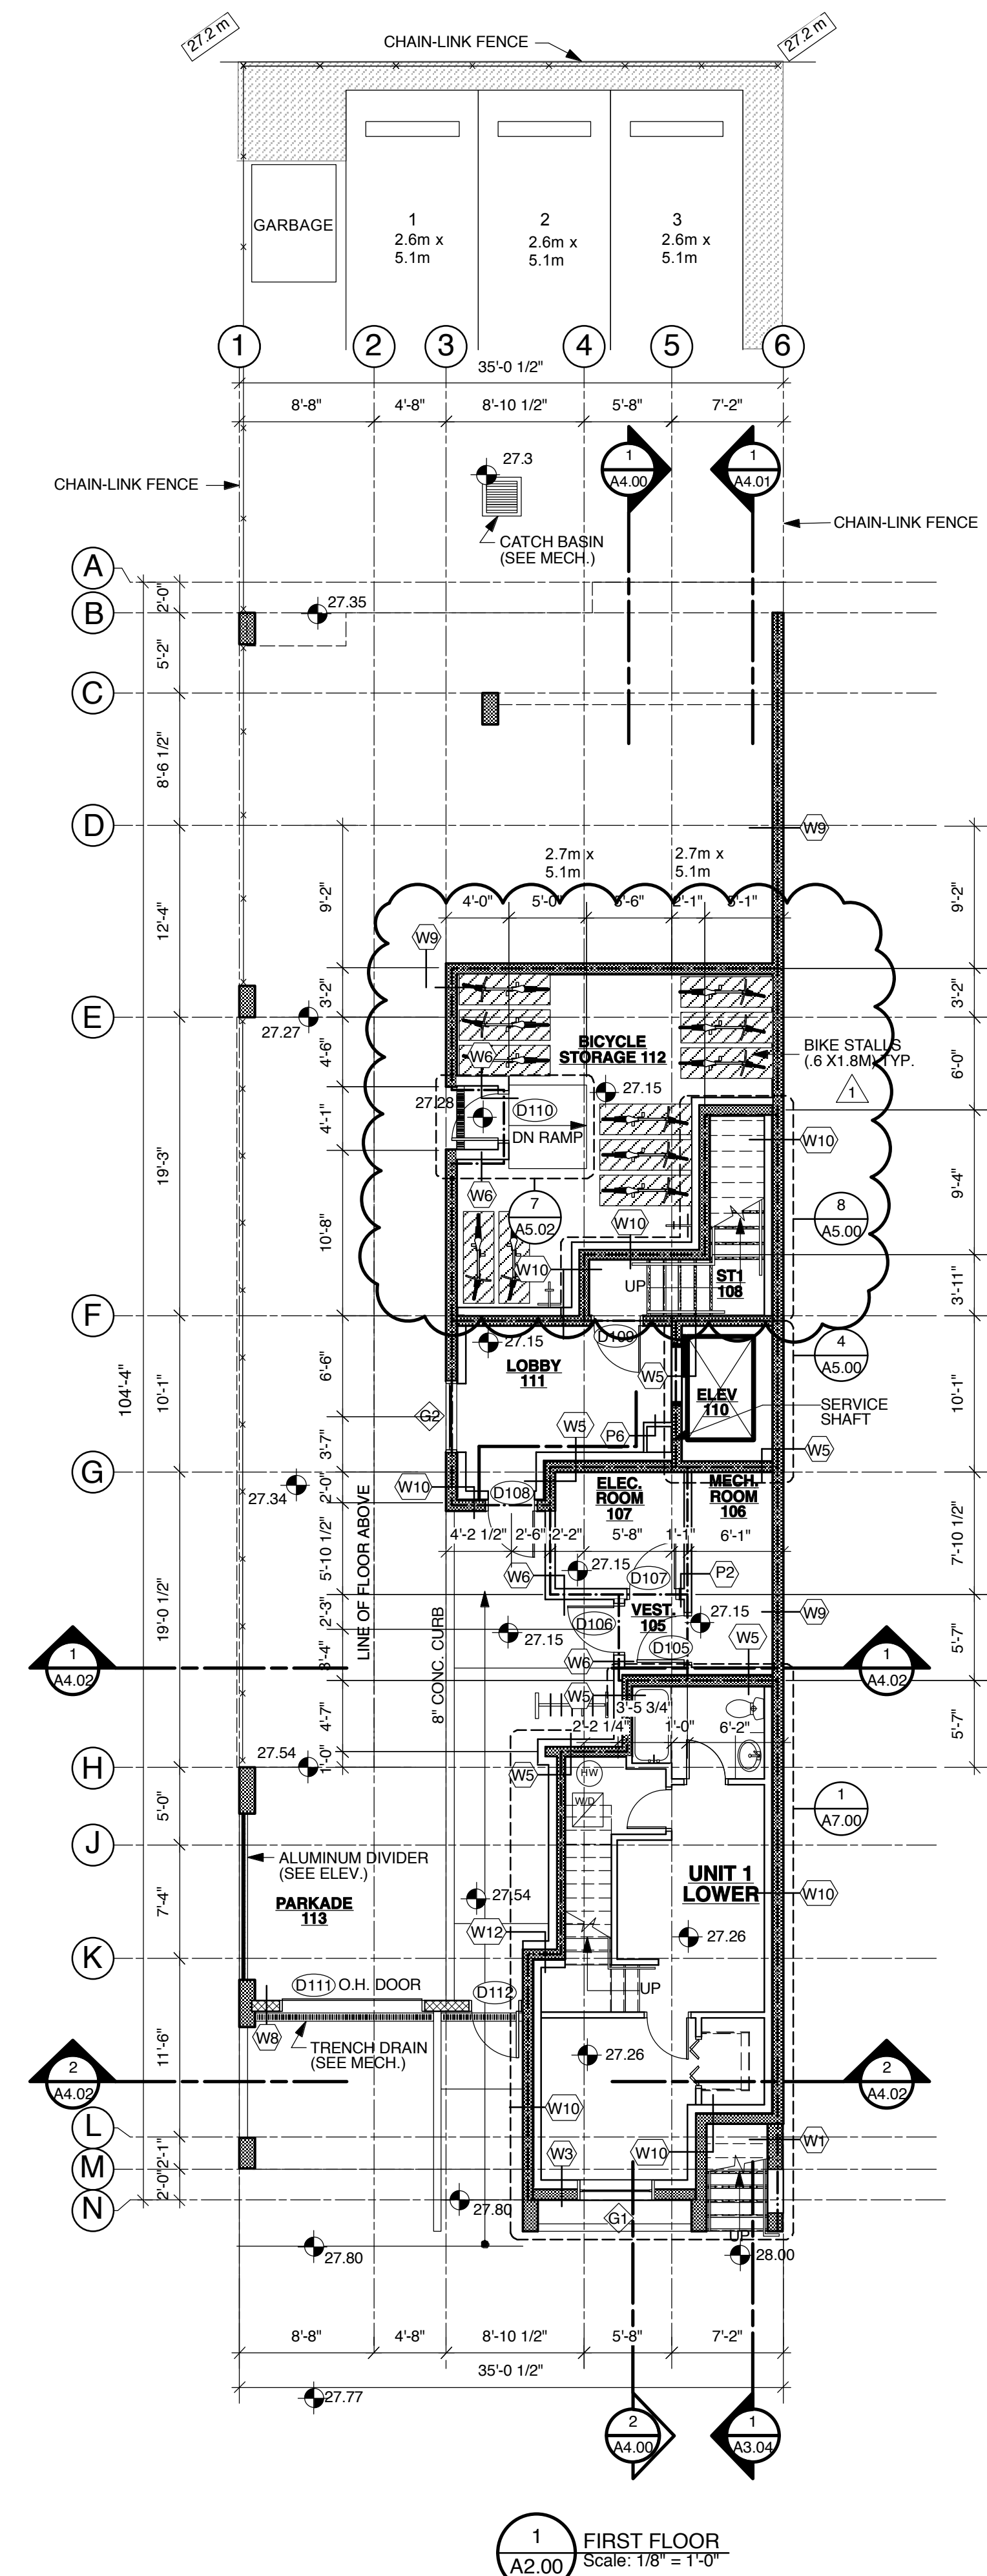 27.2 m
CHAIN-LINK FENCE
27.2 m
GARBAGE
1
2.6m x
5.1m
2
2.6m x
5.1m
3
2.6m x
5.1m
1
2
3
4
5
6
35'-0 1/2"
8'-8"
4'-8"
8'-10 1/2"
5'-8"
7'-2"
1
A4.00
1
A4.01
27.3
CHAIN-LINK FENCE
CHAIN-LINK FENCE
CATCH BASIN
(SEE MECH.)
A
2'-0"
B
27.35
5'-2"
C
8'-6 1/2"
D
W9
2.7m x
5.1m
2.7m x
5.1m
9'-2"
9'-2"
12'-4"
4'-0"
5'-0"
2'-1"
W9
3'-2"
3'-2"
E
27.27
BICYCLE
STORAGE 112
BIKE STALLS
(.6 X1.8M) TYP.
1
4'-6"
W6
6'-0"
27.15
27.28
D110
4'-1"
DN RAMP
W10
19'-3"
W6
7
A5.02
W10
8
A5.00
9'-4"
10'-8"
W10
UP
ST1
108
3'-11"
F
27.15
D109
4
A5.00
LOBBY
111
W5
6'-6"
104'-4"
10'-1"
ELEV
110
10'-1"
SERVICE
SHAFT
G2
W5
P6
W5
3'-7"
G
27.34
2'-0"
W10
D108
ELEC.
ROOM
107
MECH.
ROOM
106
LINE OF FLOOR ABOVE
4'-2 1/2"
2'-6"
2'-2"
5'-8"
1'-1"
6'-1"
7'-10 1/2"
5'-10 1/2"
27.15
W6
D107
P2
19'-0 1/2"
2'-3"
VEST.
105
27.15
W9
D106
27.15
D105
W5
5'-7"
3'-4"
W6
1
A4.02
1
A4.02
8" CONC. CURB
W5
3'-5 3/4"
4'-7"
2'-2 1/4"
1'-0"
6'-2"
5'-7"
H
27.54
1'-0"
W5
HW
W/D
5'-0"
1
A7.00
J
ALUMINUM DIVIDER
(SEE ELEV.)
UNIT 1
LOWER
W10
7'-4"
PARKADE
113
27.54
W12
27.26
K
D111
O.H. DOOR
D112
UP
W8
TRENCH DRAIN
(SEE MECH.)
11'-6"
27.26
2
A4.02
2
A4.02
W10
L
W3
W10
W1
2'-1"
M
2'-0"
N
27.80
G1
UP
27.80
28.00
8'-8"
4'-8"
8'-10 1/2"
5'-8"
7'-2"
35'-0 1/2"
27.77
2
A4.00
1
A3.04
1
A2.00
FIRST FLOOR
Scale: 1/8" = 1'-0"